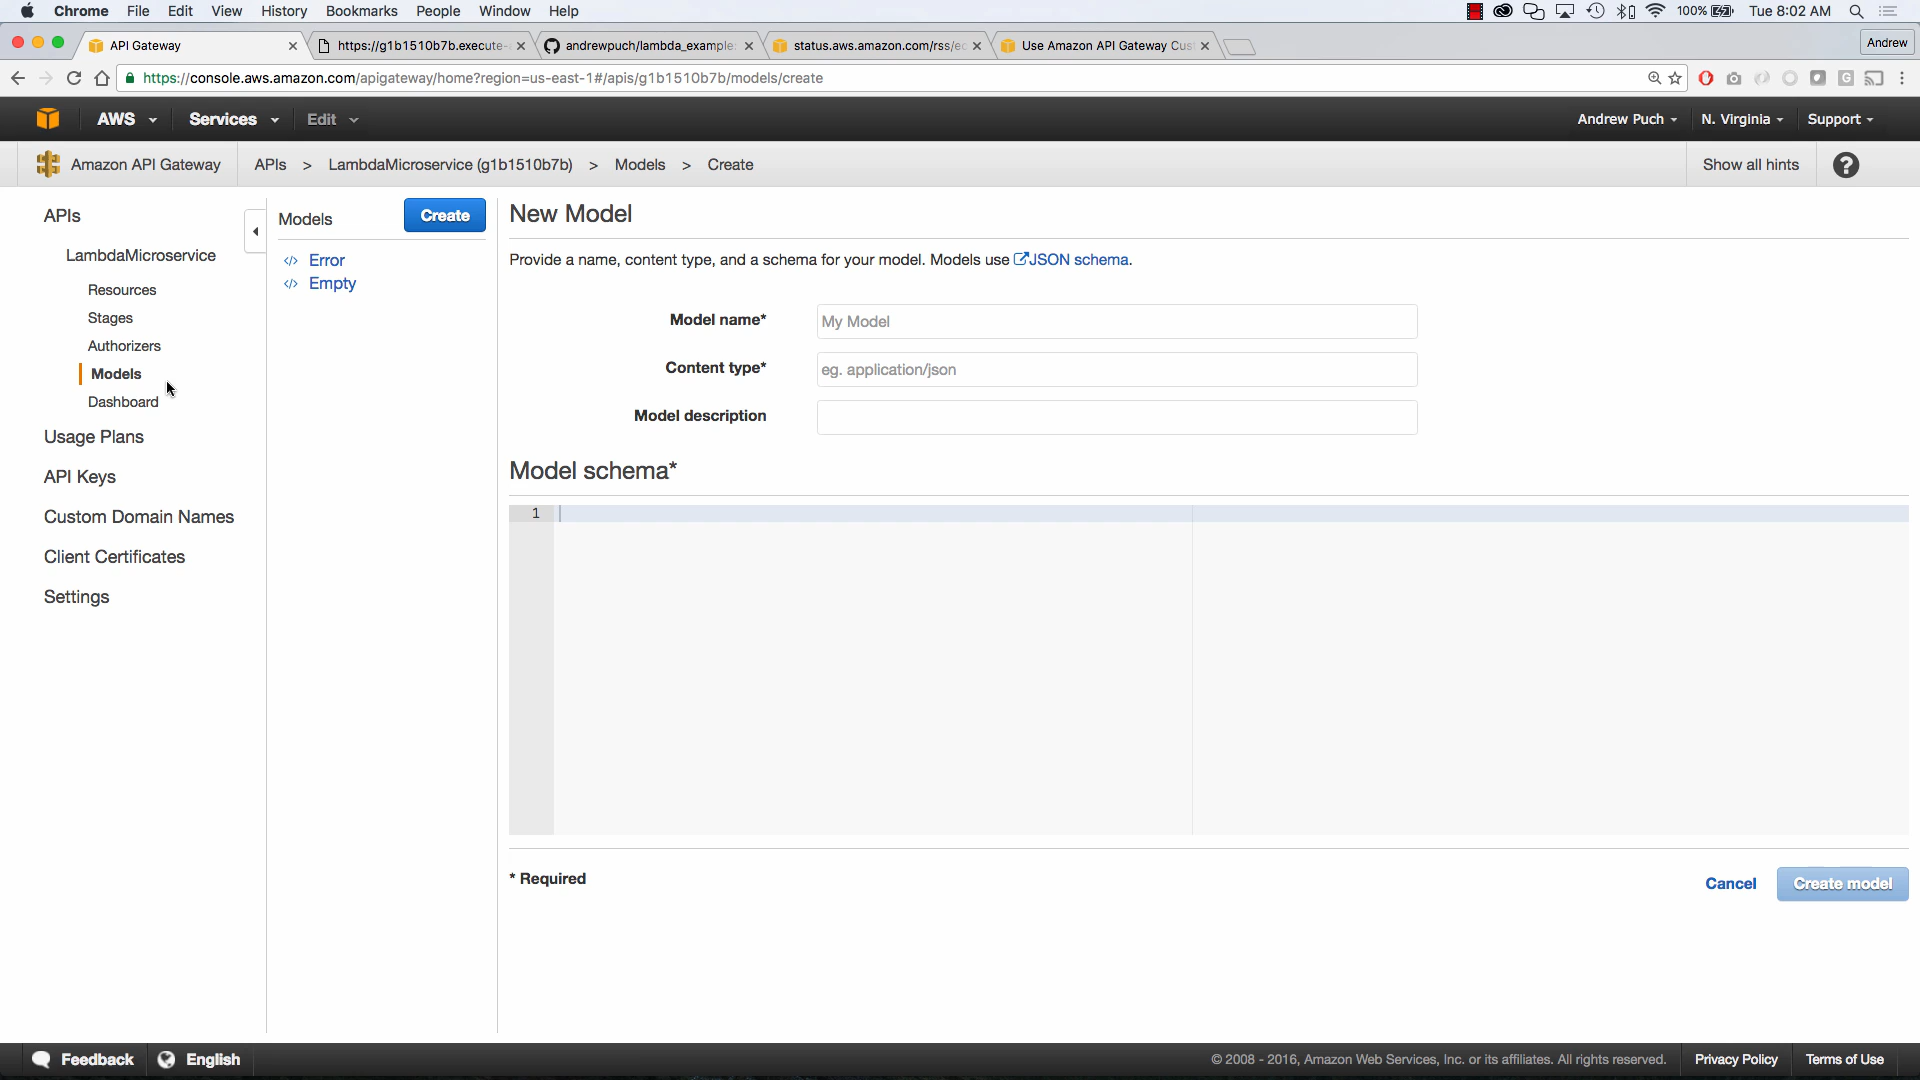 Chrome File Edit View History Bookmarks People Window Help 100% Tue 8:02 AM
API Gateway https://g1b1510b7b.execute- andrewpuch/lambda_example: status.aws.amazon.com/rss/ec Use Amazon API Gateway Cus Andrew
https://console.aws.amazon.com/apigateway/home?region=us-east-1#/apis/g1b1510b7b/models/create
AWS Services Edit Andrew Puch N. Virginia Support
Amazon API Gateway APIs > LambdaMicroservice (g1b1510b7b) > Models > Create Show all hints ?
APIs
LambdaMicroservice
Resources
Stages
Authorizers
Models
Dashboard
Usage Plans
API Keys
Custom Domain Names
Client Certificates
Settings
Models Create
</> Error
</> Empty
New Model
Provide a name, content type, and a schema for your model. Models use JSON schema.
Model name* My Model
Content type* eg. application/json
Model description
Model schema*
1
* Required
Cancel Create model
Feedback English © 2008 - 2016, Amazon Web Services, Inc. or its affiliates. All rights reserved. Privacy Policy Terms of Use